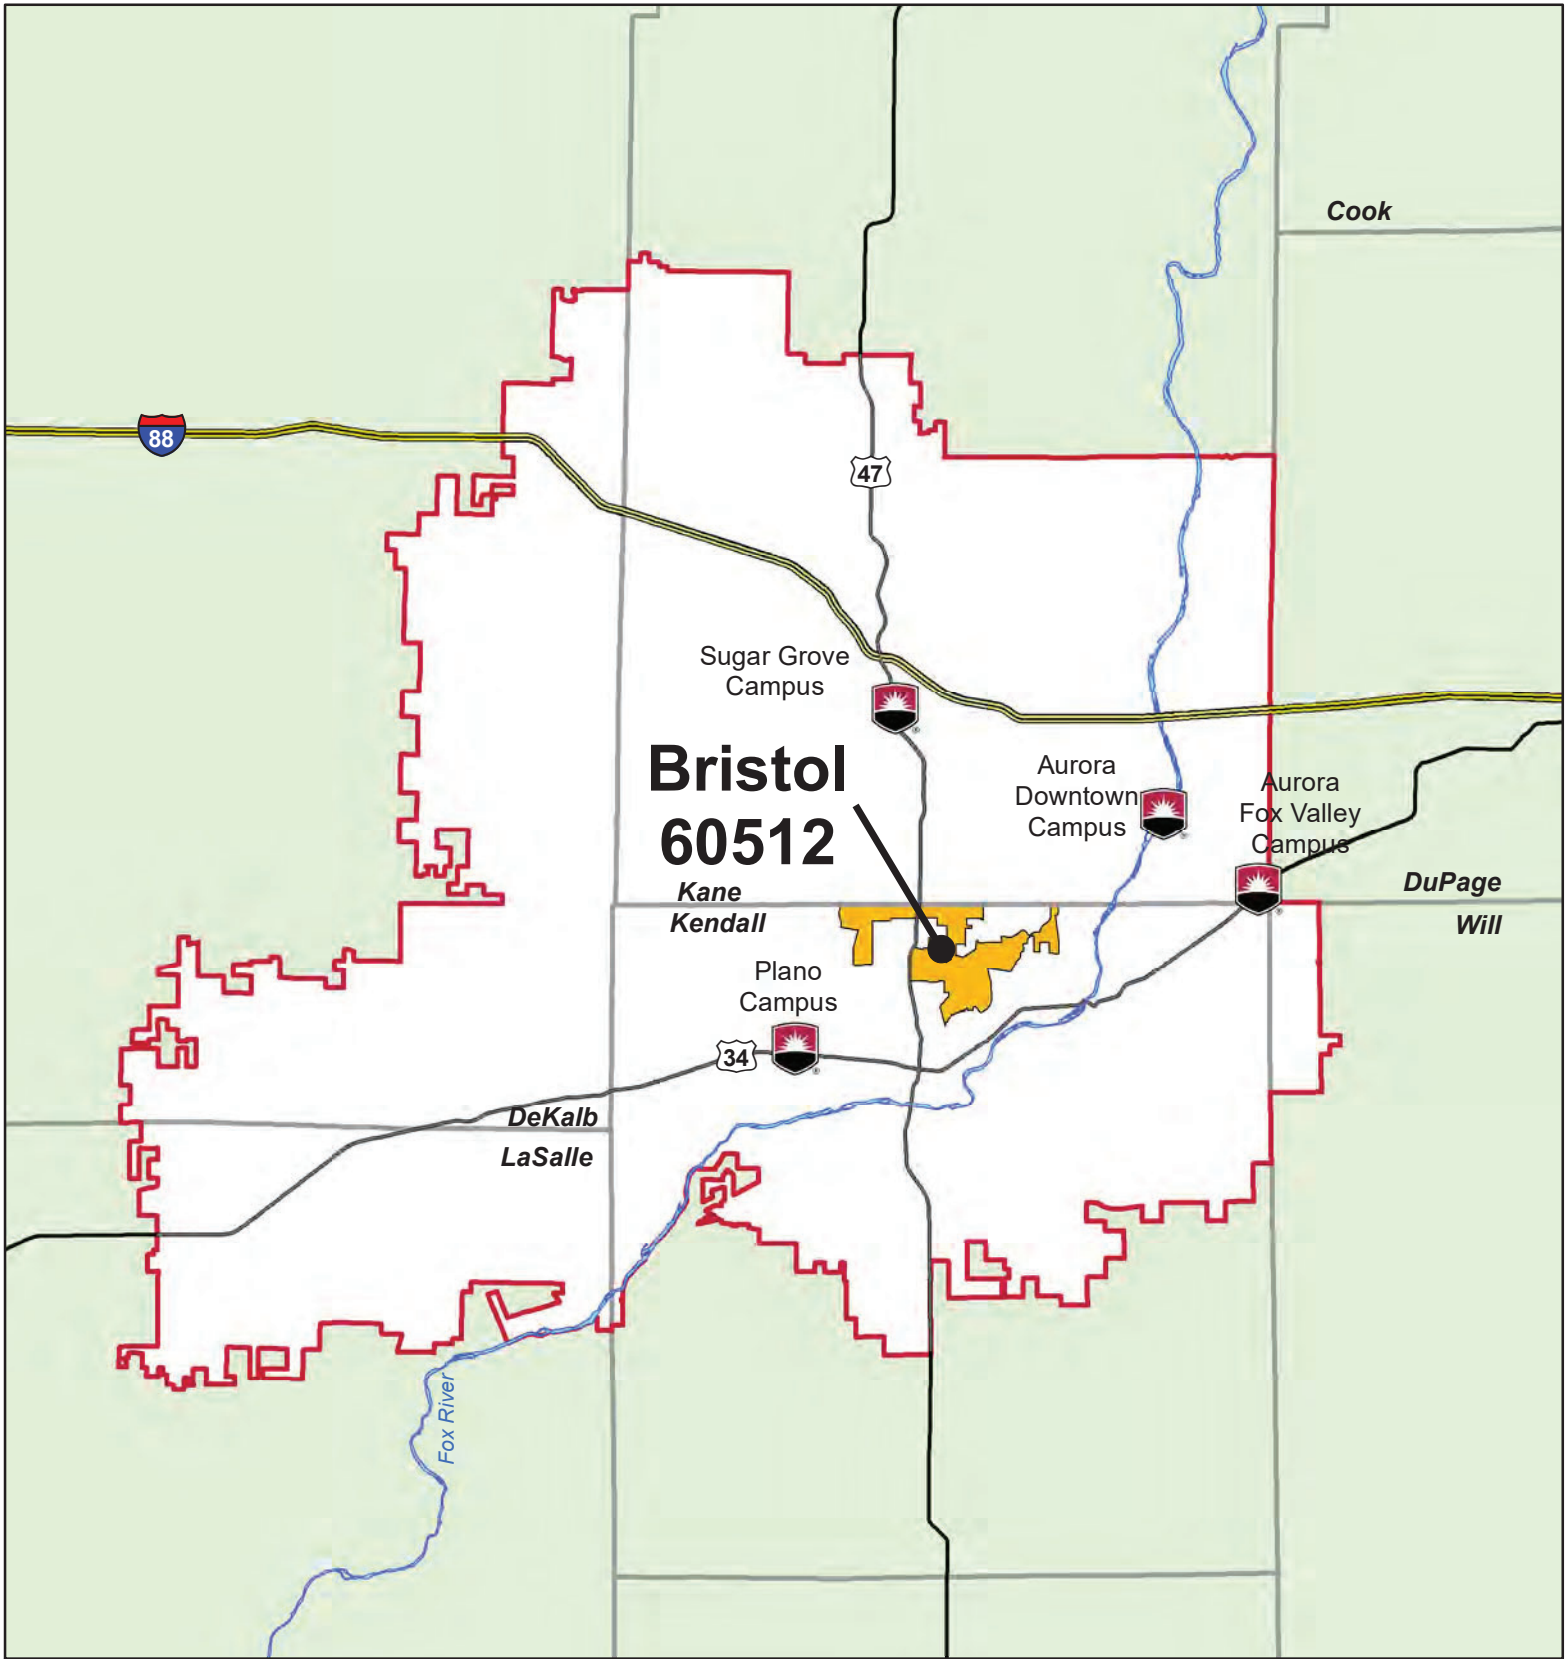 Cook
88
47
Sugar Grove
Campus
Bristol
60512
Aurora
Downtown
Campus
Aurora
Fox Valley
Campus
Kane
Kendall
DuPage
Will
Plano
Campus
34
DeKalb
LaSalle
Fox River